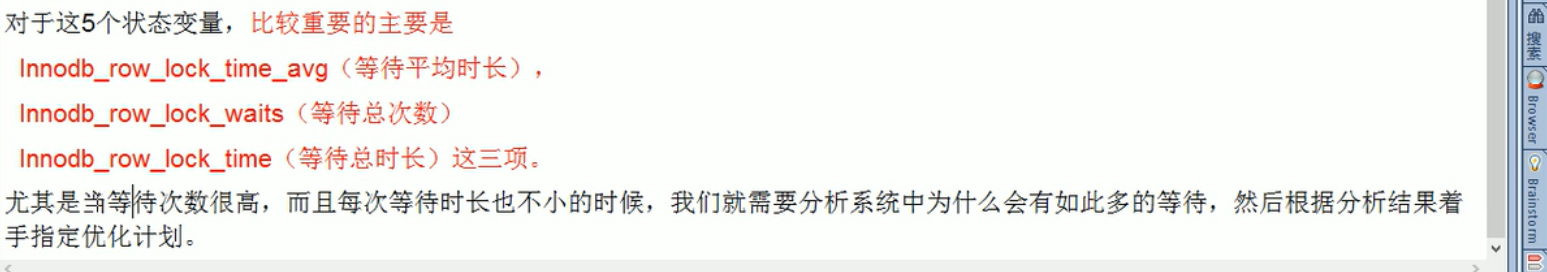 对于这5个状态变量，比较重要的主要是
Innodb_row_lock_time_avg（等待平均时长），
Innodb_row_lock_waits（等待总次数）
Innodb_row_lock_time（等待总时长）这三项。
尤其是当等待次数很高，而且每次等待时长也不小的时候，我们就需要分析系统中为什么会有如此多的等待，然后根据分析结果着
手指定优化计划。
搜索
Browser
Brainstorm